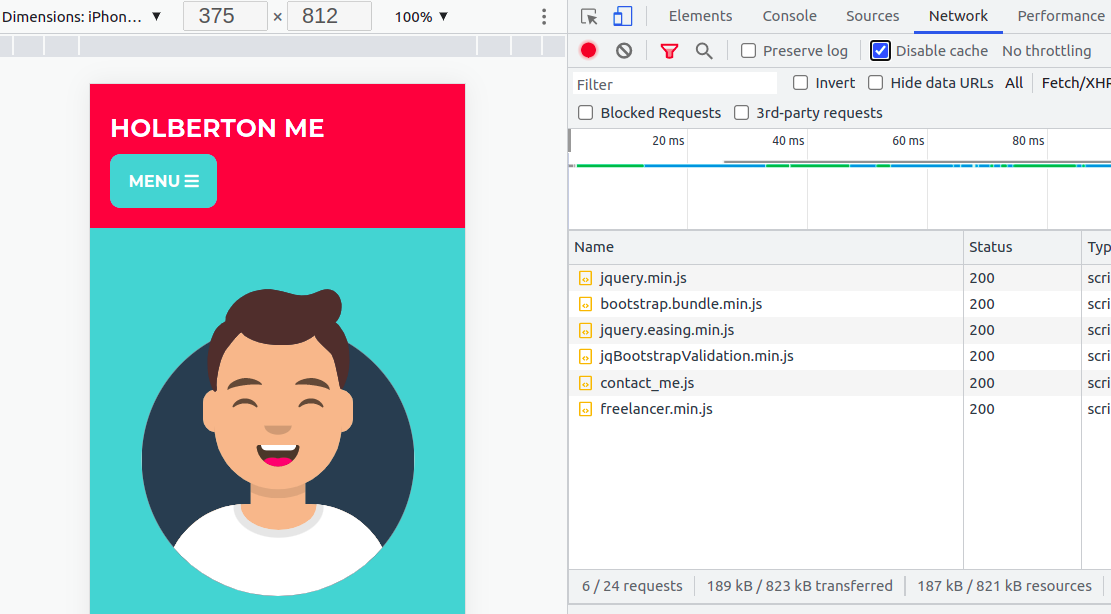 Dimensions: iPhon... ▼ 375 × 812 100% ▼
HOLBERTON ME
MENU ☰
Elements Console Sources Network Performance
Preserve log Disable cache No throttling
Filter Invert Hide data URLs All Fetch/XHR
Blocked Requests 3rd-party requests
20 ms 40 ms 60 ms 80 ms
Name Status Typ
jquery.min.js 200 scri
bootstrap.bundle.min.js 200 scri
jquery.easing.min.js 200 scri
jqBootstrapValidation.min.js 200 scri
contact_me.js 200 scri
freelancer.min.js 200 scri
6 / 24 requests 189 kB / 823 kB transferred 187 kB / 821 kB resources